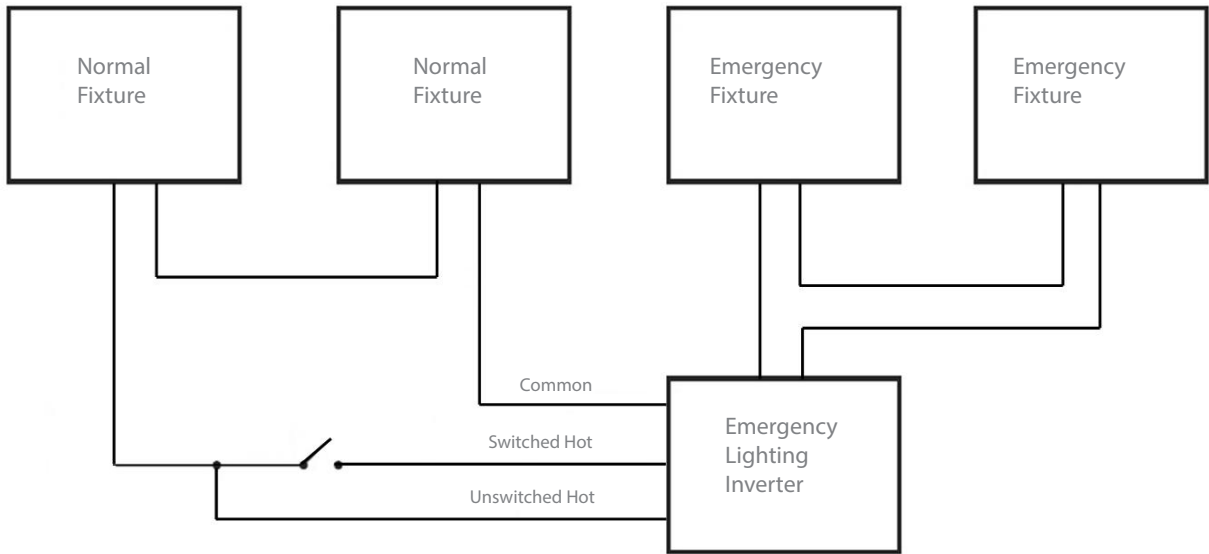 Normal
Fixture
Normal
Fixture
Emergency
Fixture
Emergency
Fixture
Common
Switched Hot
Unswitched Hot
Emergency
Lighting
Inverter